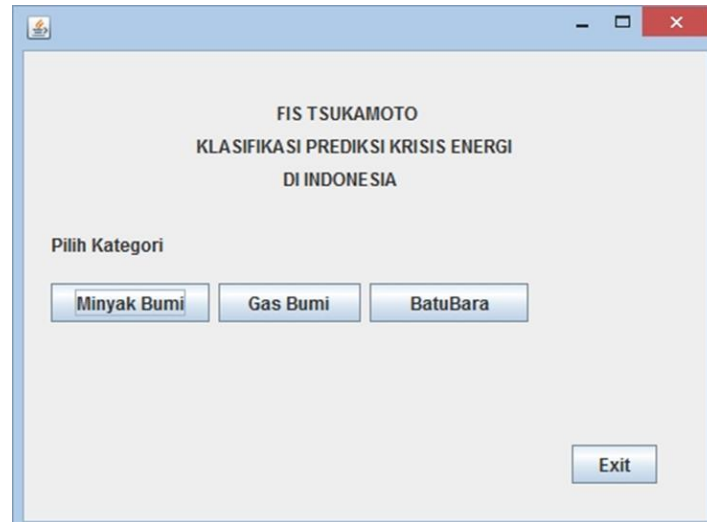 FIS TSUKAMOTO
KLASIFIKASI PREDIKSI KRISIS ENERGI
DI INDONESIA
Pilih Kategori
Minyak Bumi Gas Bumi BatuBara
Exit